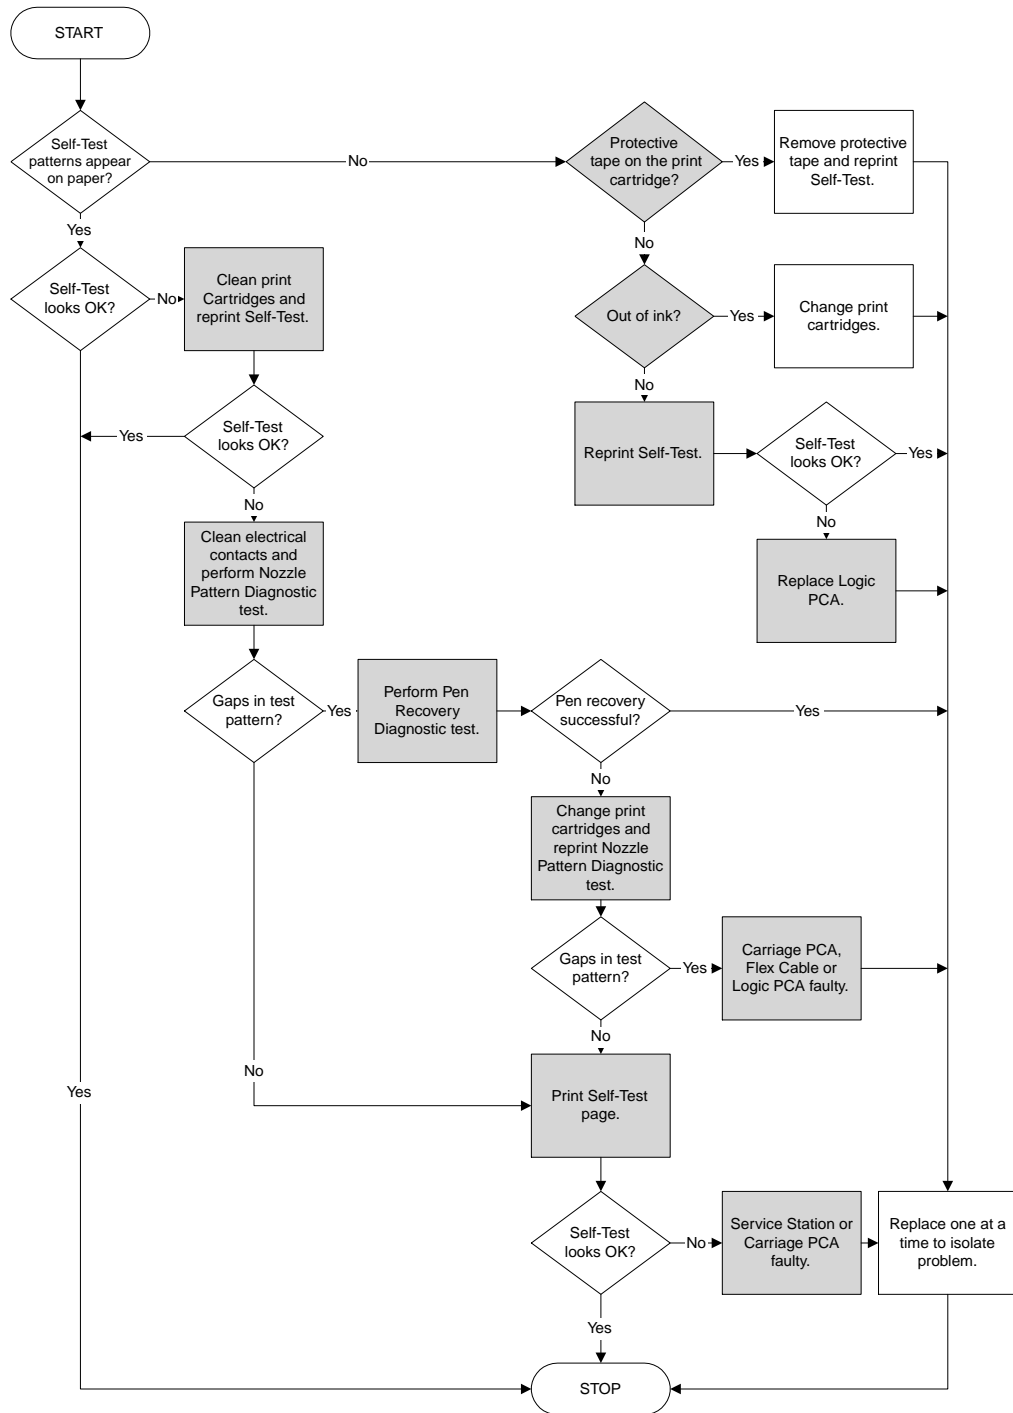 START
Self-Test
patterns appear
on paper?
No
Protective
tape on the print
cartridge?
Yes
Remove protective
tape and reprint
Self-Test.
Yes
No
Self-Test
looks OK?
No
Clean print
Cartridges and
reprint Self-Test.
Out of ink?
Yes
Change print
cartridges.
No
Self-Test
looks OK?
Yes
Reprint Self-Test.
Self-Test
looks OK?
Yes
No
No
Clean electrical
contacts and
perform Nozzle
Pattern Diagnostic
test.
Replace Logic
PCA.
Gaps in test
pattern?
Yes
Perform Pen
Recovery
Diagnostic test.
Pen recovery
successful?
Yes
No
Change print
cartridges and
reprint Nozzle
Pattern Diagnostic
test.
Gaps in test
pattern?
Yes
Carriage PCA,
Flex Cable or
Logic PCA faulty.
No
No
Yes
Print Self-Test
page.
Self-Test
looks OK?
No
Service Station or
Carriage PCA
faulty.
Replace one at a
time to isolate
problem.
Yes
STOP